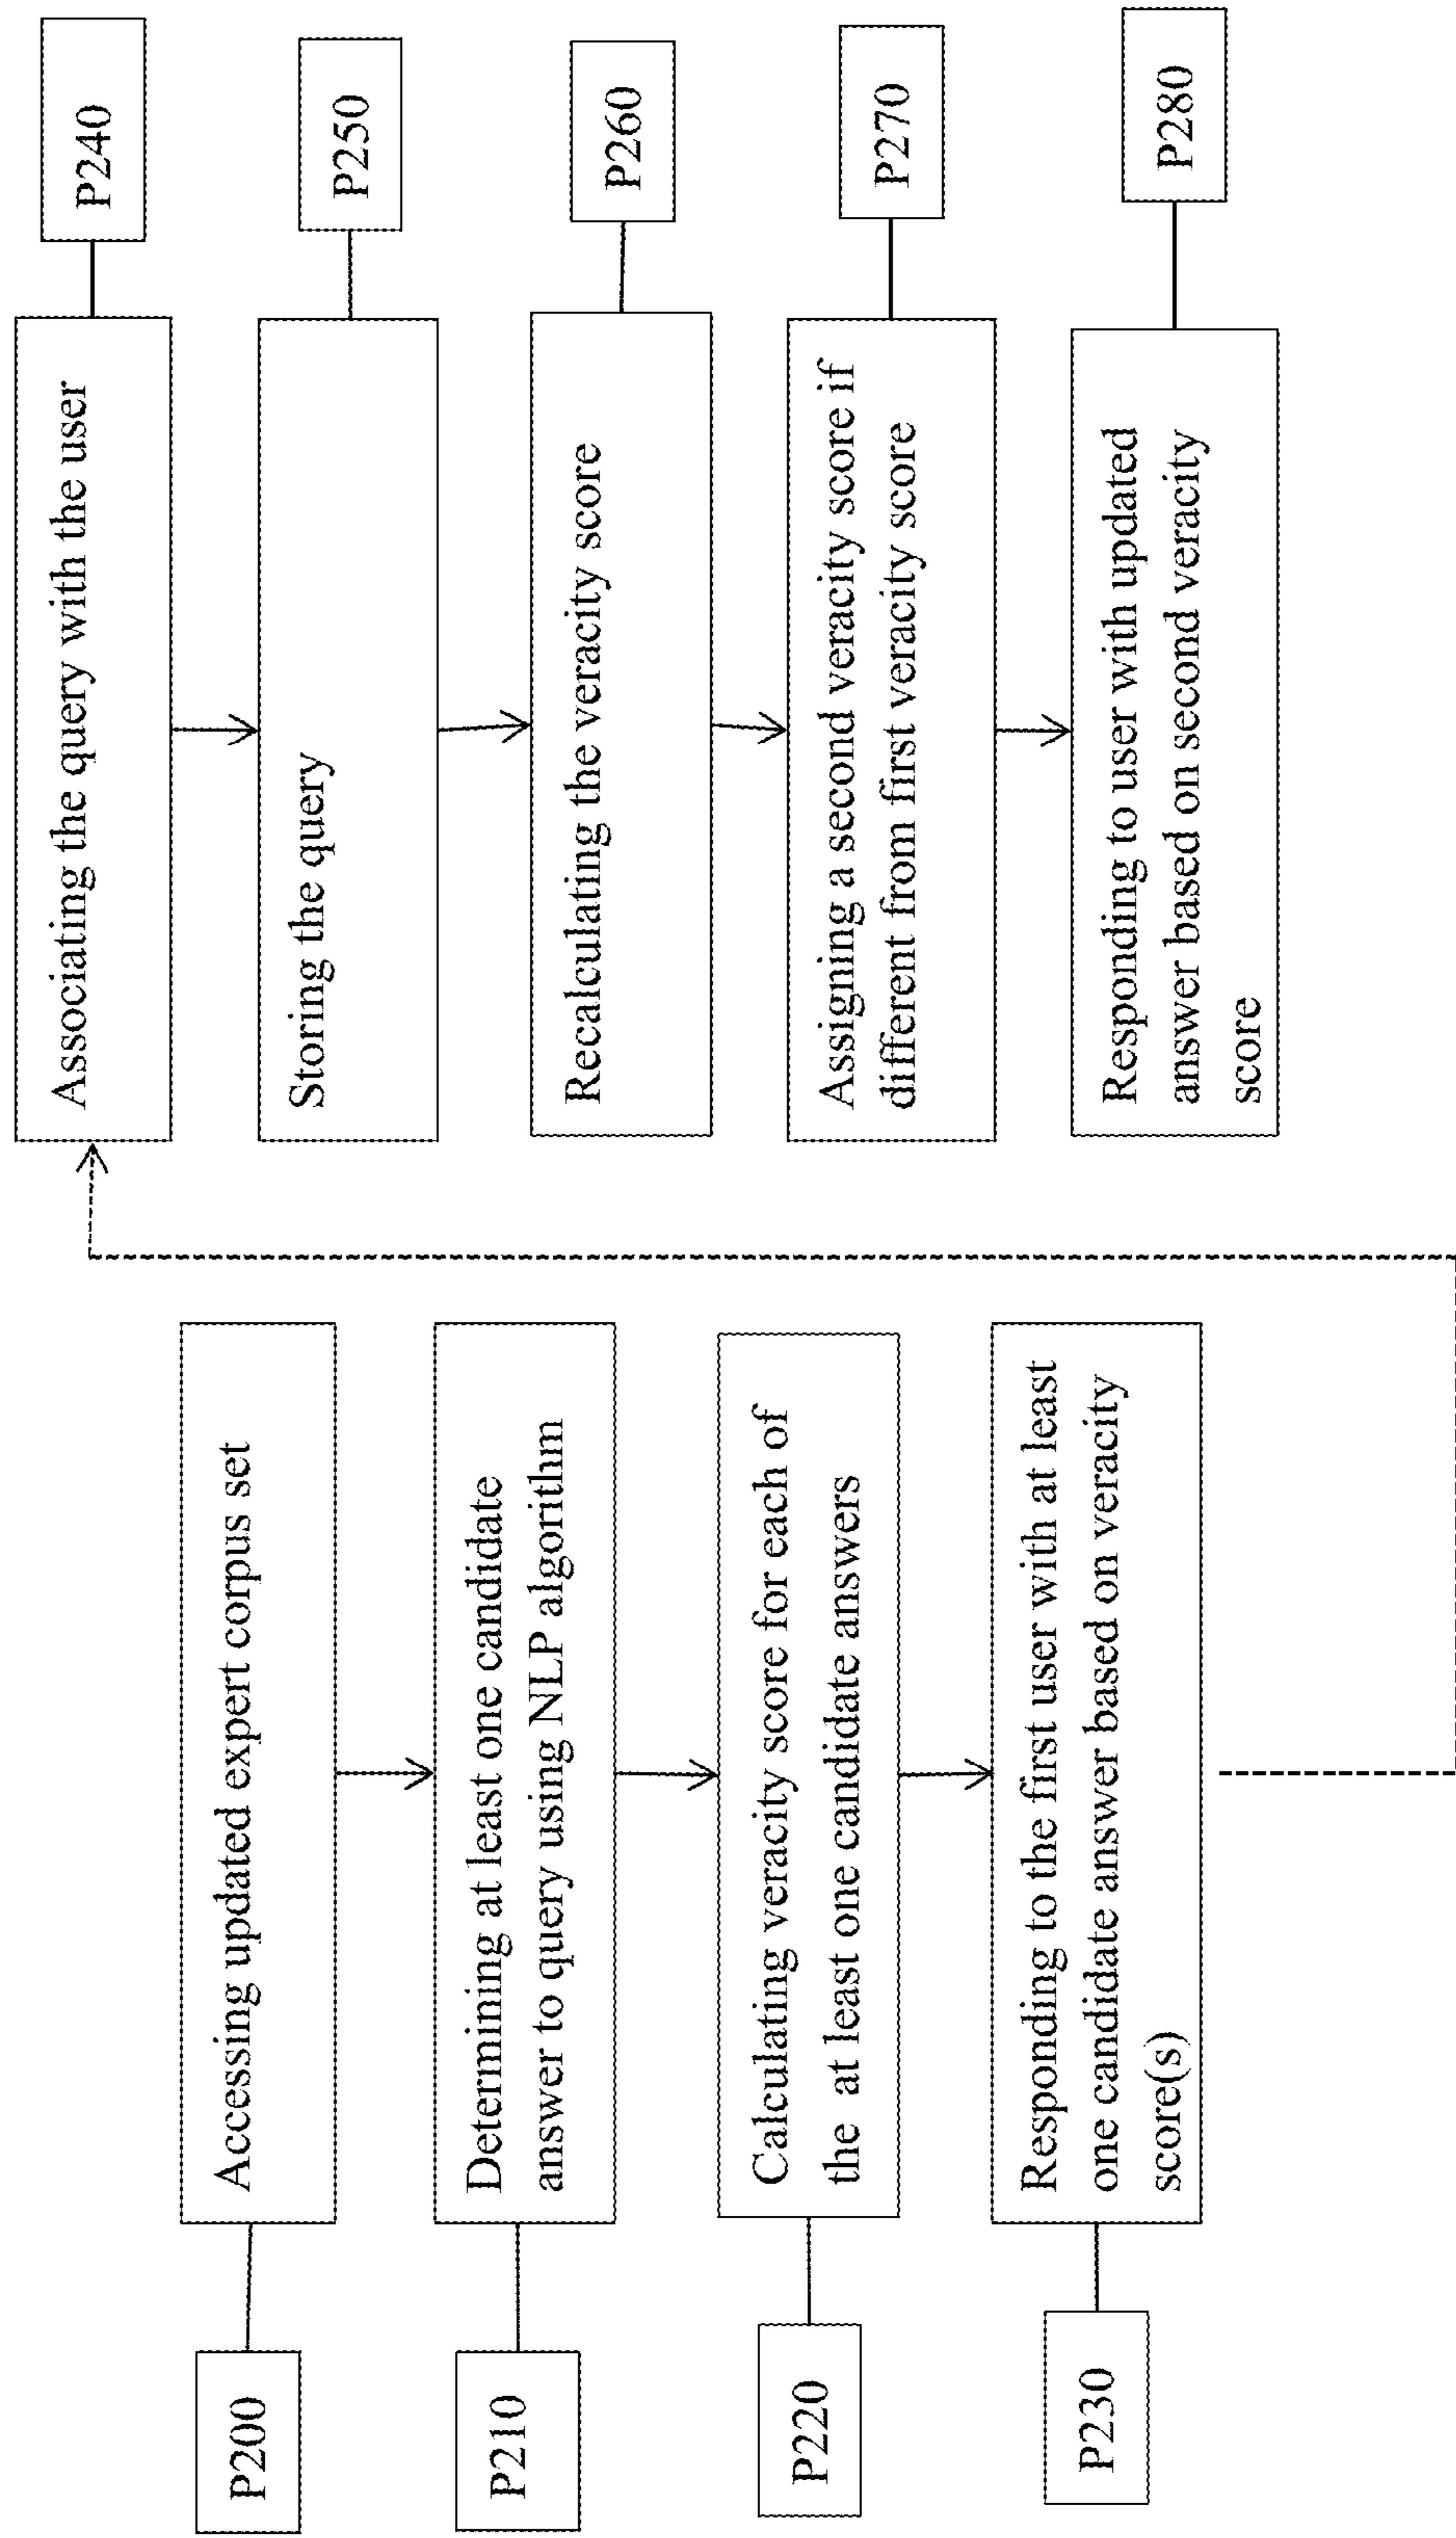 P200
Accessing updated expert corpus set
P210
Determining at least one candidate
answer to query using NLP algorithm
P220
Calculating veracity score for each of
the at least one candidate answers
P230
Responding to the first user with at least
one candidate answer based on veracity
score(s)
Associating the query with the user
P240
Storing the query
P250
Recalculating the veracity score
P260
Assigning a second veracity score if
different from first veracity score
P270
Responding to user with updated
answer based on second veracity
score
P280